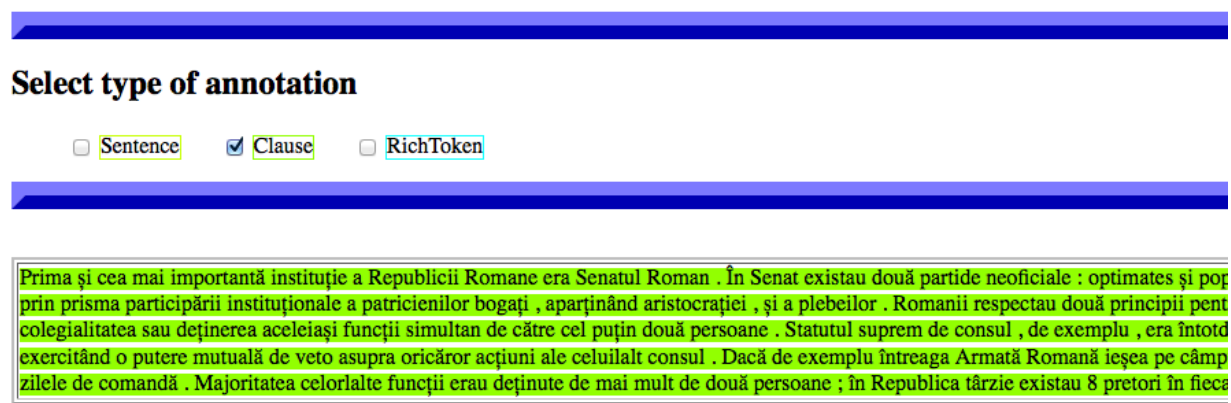 Select type of annotation
Sentence Clause RichToken
Prima și cea mai importantă instituție a Republicii Romane era Senatul Roman . În Senat existau două partide neoficiale : optimates și
prin prisma participării instituționale a patricienilor bogați , aparținând aristocrației , și a plebeilor . Romanii respectau două principii
colegialitatea sau deținerea aceleiași funcții simultan de către cel puțin două persoane . Statutul suprem de consul , de exemplu , era
exercitând o putere mutuală de veto asupra oricăror acțiuni ale celuilalt consul . Dacă de exemplu întreaga Armată Romană ieșea pe
zilele de comandă . Majoritatea celorlalte funcții erau deținute de mai mult de două persoane ; în Republica târzie existau 8 pretori în